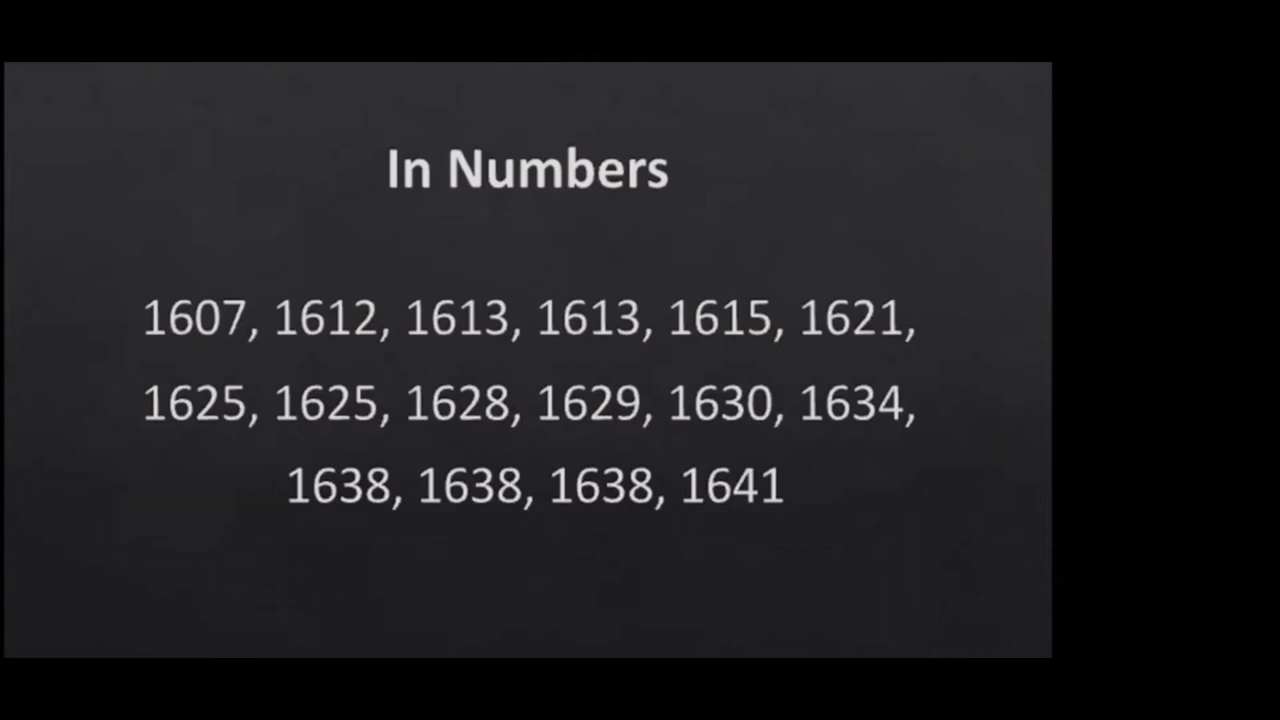 In Numbers
1607, 1612, 1613, 1613, 1615, 1621,
1625, 1625, 1628, 1629, 1630, 1634,
1638, 1638, 1638, 1641